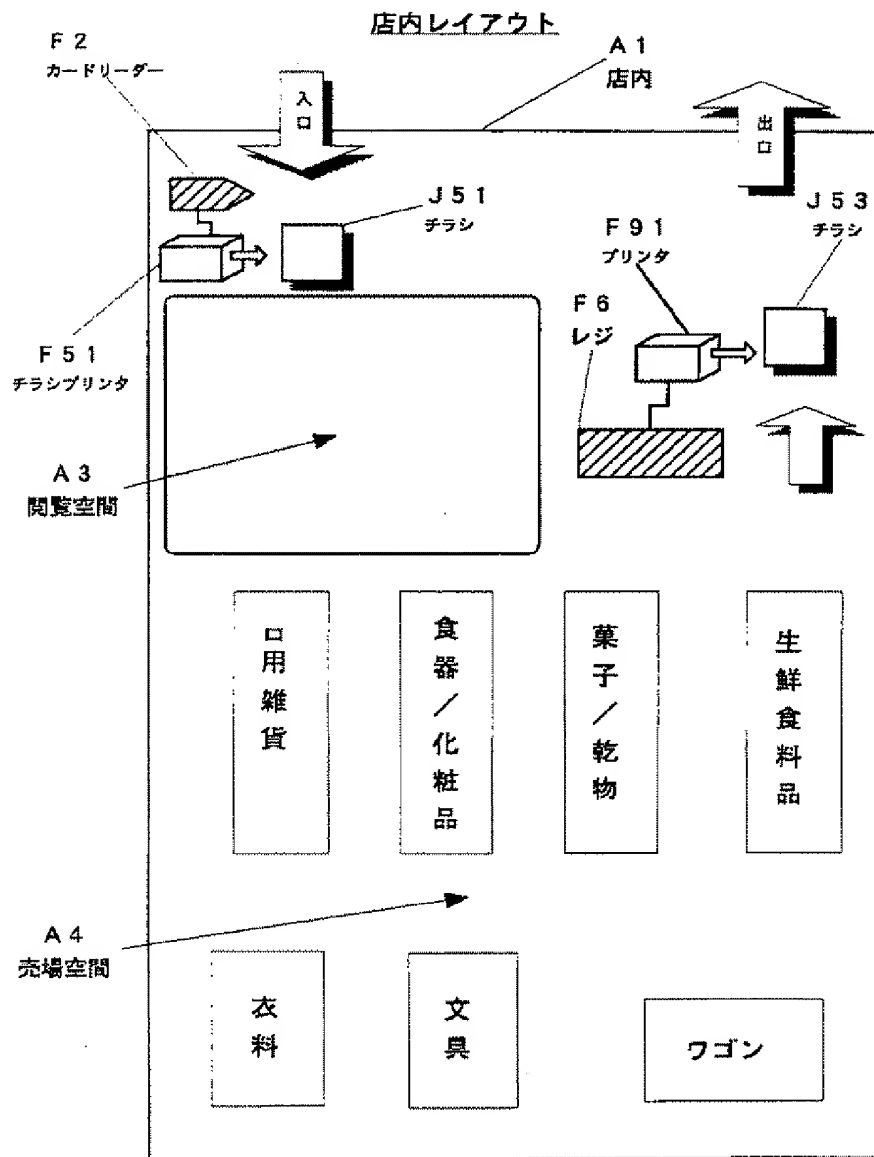 店内レイアウト
F2
カードリーダー
入口
A1
店内
出口
J51
チラシ
F91
プリンタ
J53
チラシ
F6
レジ
F51
チラシプリンタ
A3
閲覧空間
日用雑貨
食器/化粧品
菓子/乾物
生鮮食料品
A4
売場空間
衣料
文具
ワゴン